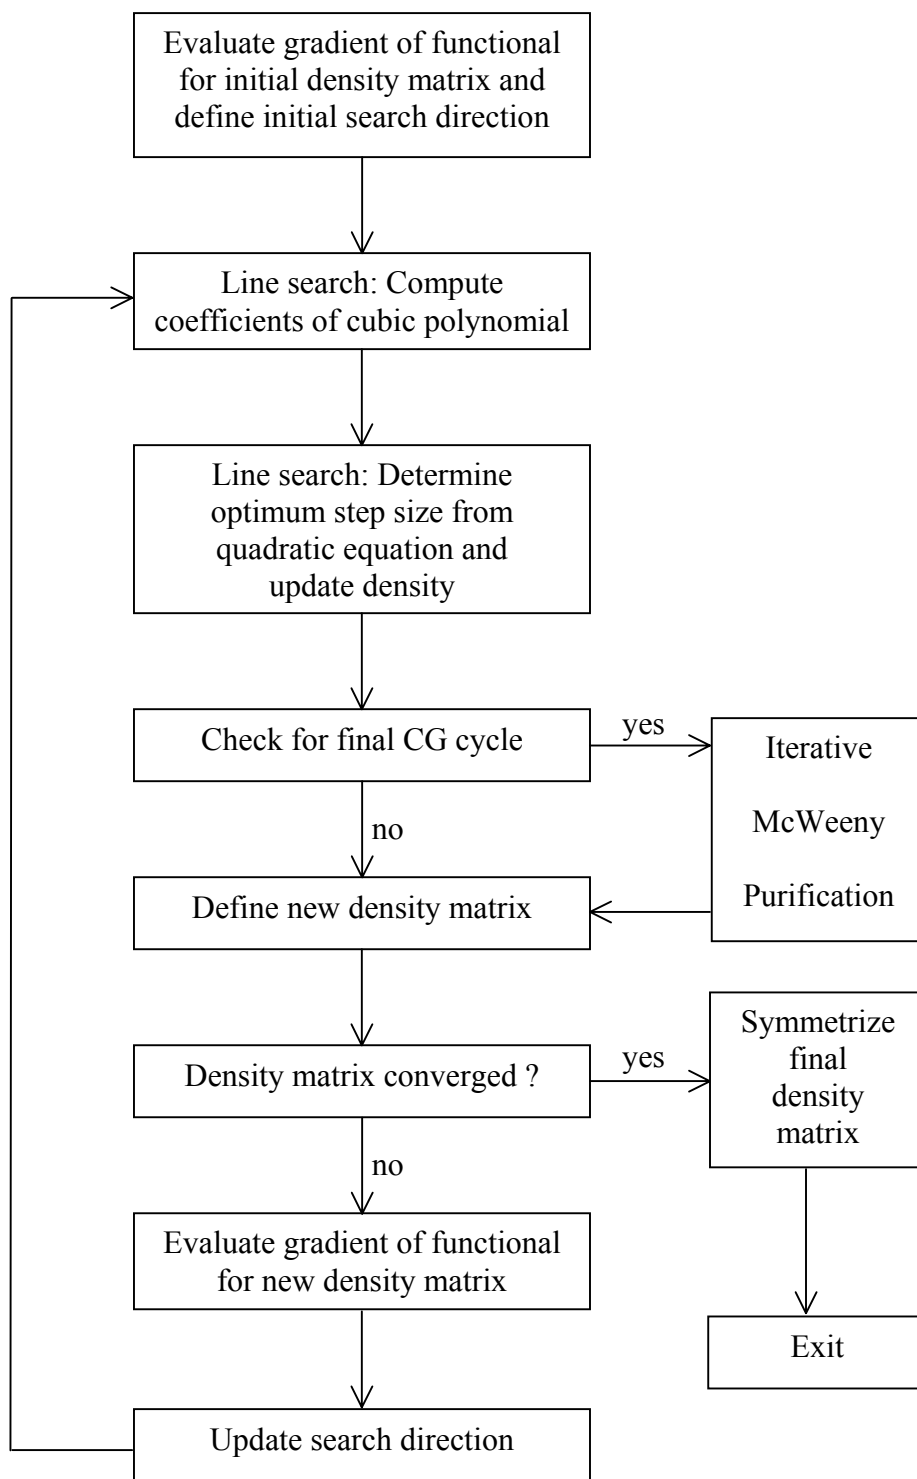 Evaluate gradient of functional
for initial density matrix and
define initial search direction
Line search: Compute
coefficients of cubic polynomial
Line search: Determine
optimum step size from
quadratic equation and
update density
Check for final CG cycle
yes
Iterative
McWeeny
Purification
no
Define new density matrix
Density matrix converged ?
yes
Symmetrize
final
density
matrix
no
Evaluate gradient of functional
for new density matrix
Exit
Update search direction